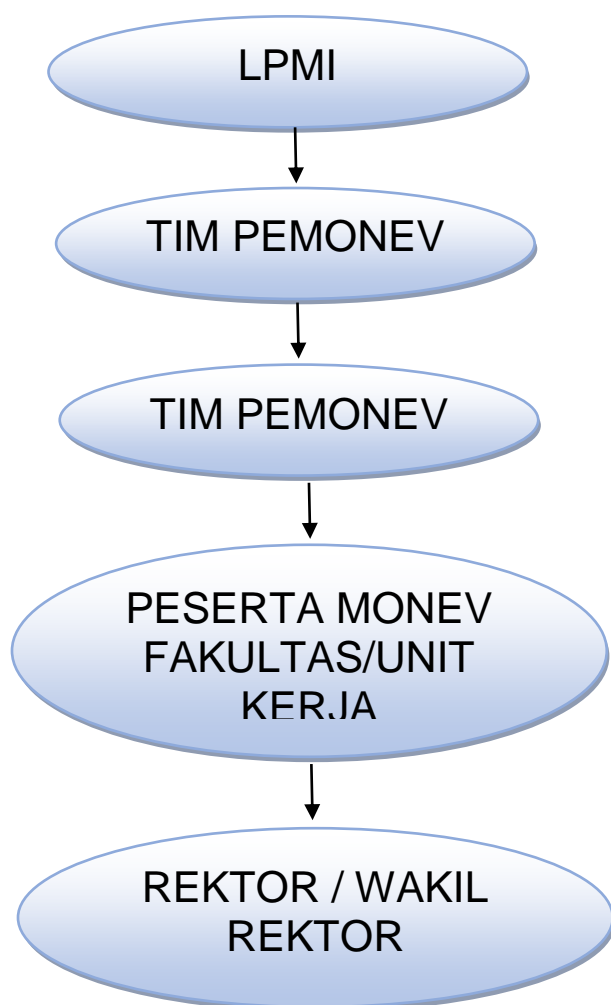 LPMI
TIM PEMONEV
TIM PEMONEV
PESERTA MONEV
FAKULTAS/UNIT
KERJA
REKTOR / WAKIL
REKTOR